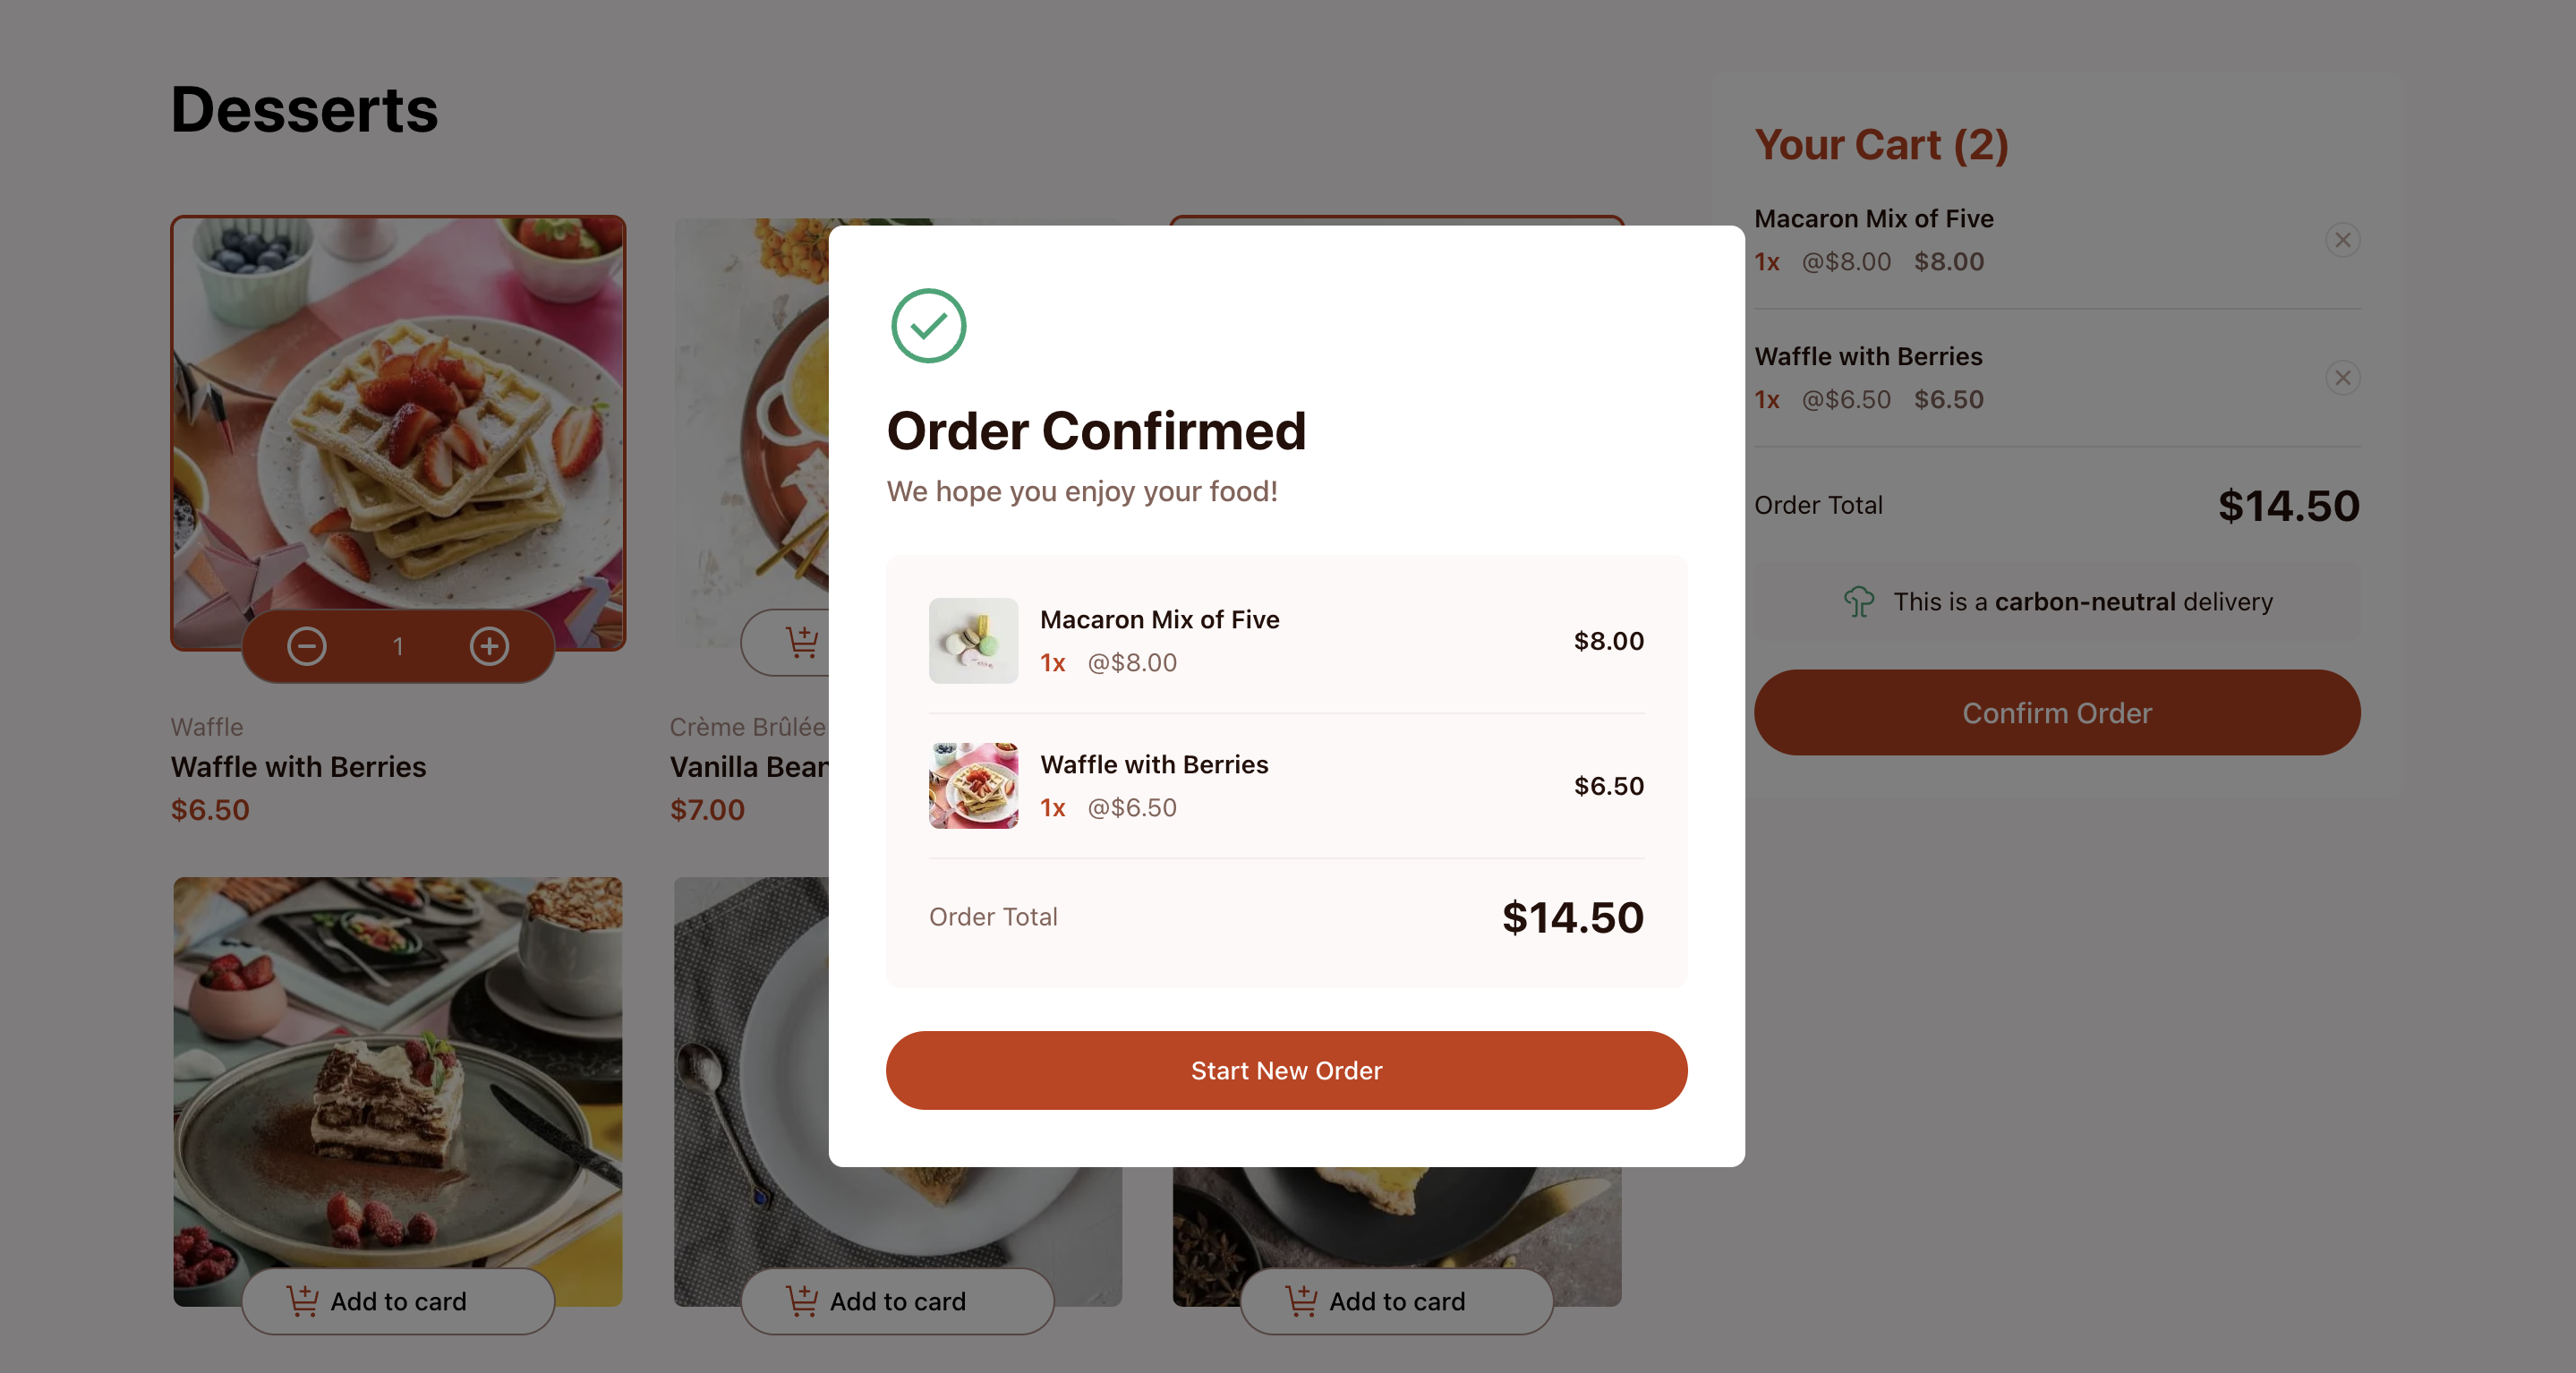 Desserts
1
Waffle
Waffle with Berries
$6.50
Crème Brûlée
Vanilla Bean
$7.00
Add to card
Add to card
Add to card
Order Confirmed
We hope you enjoy your food!
Macaron Mix of Five
1x @$8.00
$8.00
Waffle with Berries
1x @$6.50
$6.50
Order Total
$14.50
Start New Order
Your Cart (2)
Macaron Mix of Five
1x @$8.00 $8.00
Waffle with Berries
1x @$6.50 $6.50
Order Total
$14.50
This is a carbon-neutral delivery
Confirm Order